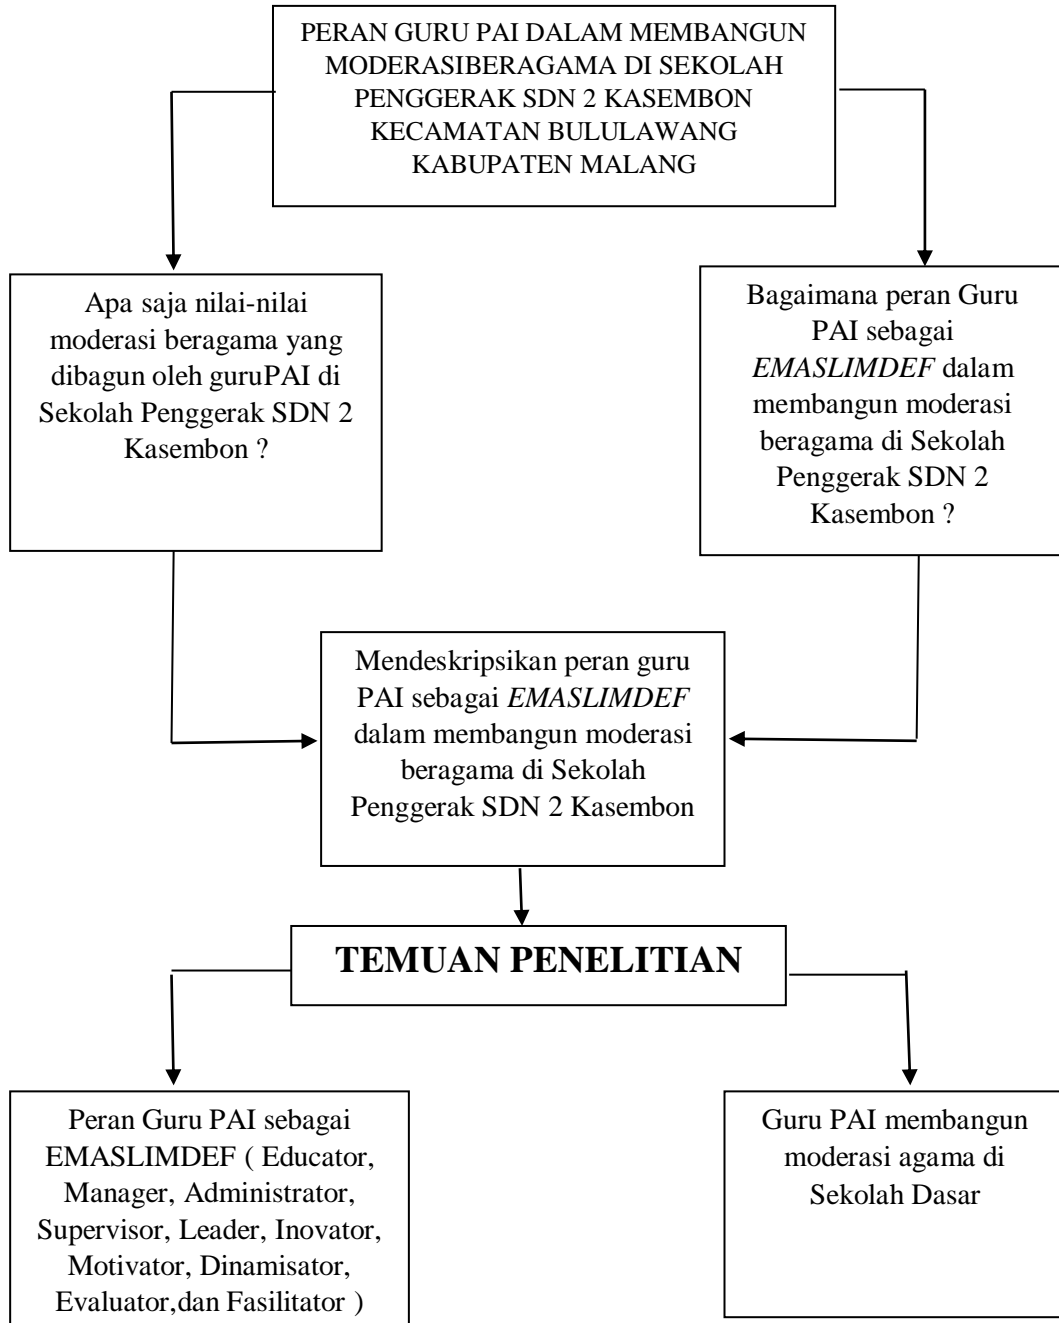 PERAN GURU PAI DALAM MEMBANGUN
MODERASIBERAGAMA DI SEKOLAH
PENGGERAK SDN 2 KASEMBON
KECAMATAN BULULAWANG
KABUPATEN MALANG
Apa saja nilai-nilai
moderasi beragama yang
dibagun oleh guruPAI di
Sekolah Penggerak SDN 2
Kasembon ?
Bagaimana peran Guru
PAI sebagai
EMASLIMDEF dalam
membangun moderasi
beragama di Sekolah
Penggerak SDN 2
Kasembon ?
Mendeskripsikan peran guru
PAI sebagai EMASLIMDEF
dalam membangun moderasi
beragama di Sekolah
Penggerak SDN 2 Kasembon
TEMUAN PENELITIAN
Peran Guru PAI sebagai
EMASLIMDEF ( Educator,
Manager, Administrator,
Supervisor, Leader, Inovator,
Motivator, Dinamisator,
Evaluator,dan Fasilitator )
Guru PAI membangun
moderasi agama di
Sekolah Dasar